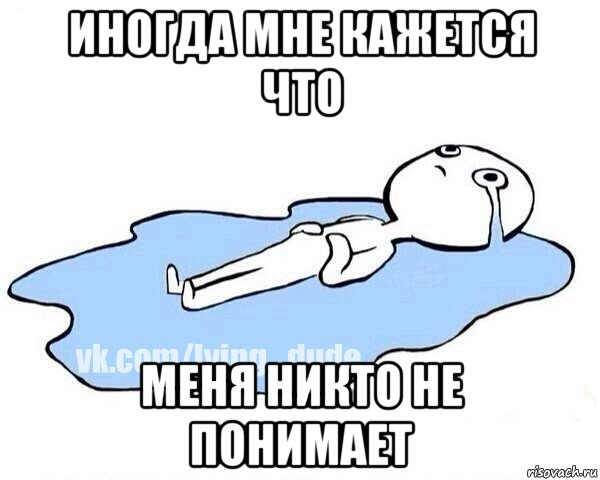 ИНОГДА МНЕ КАЖЕТСЯ
ЧТО
vk.com/lying_dude
МЕНЯ НИКТО НЕ
ПОНИМАЕТ
risovach.ru